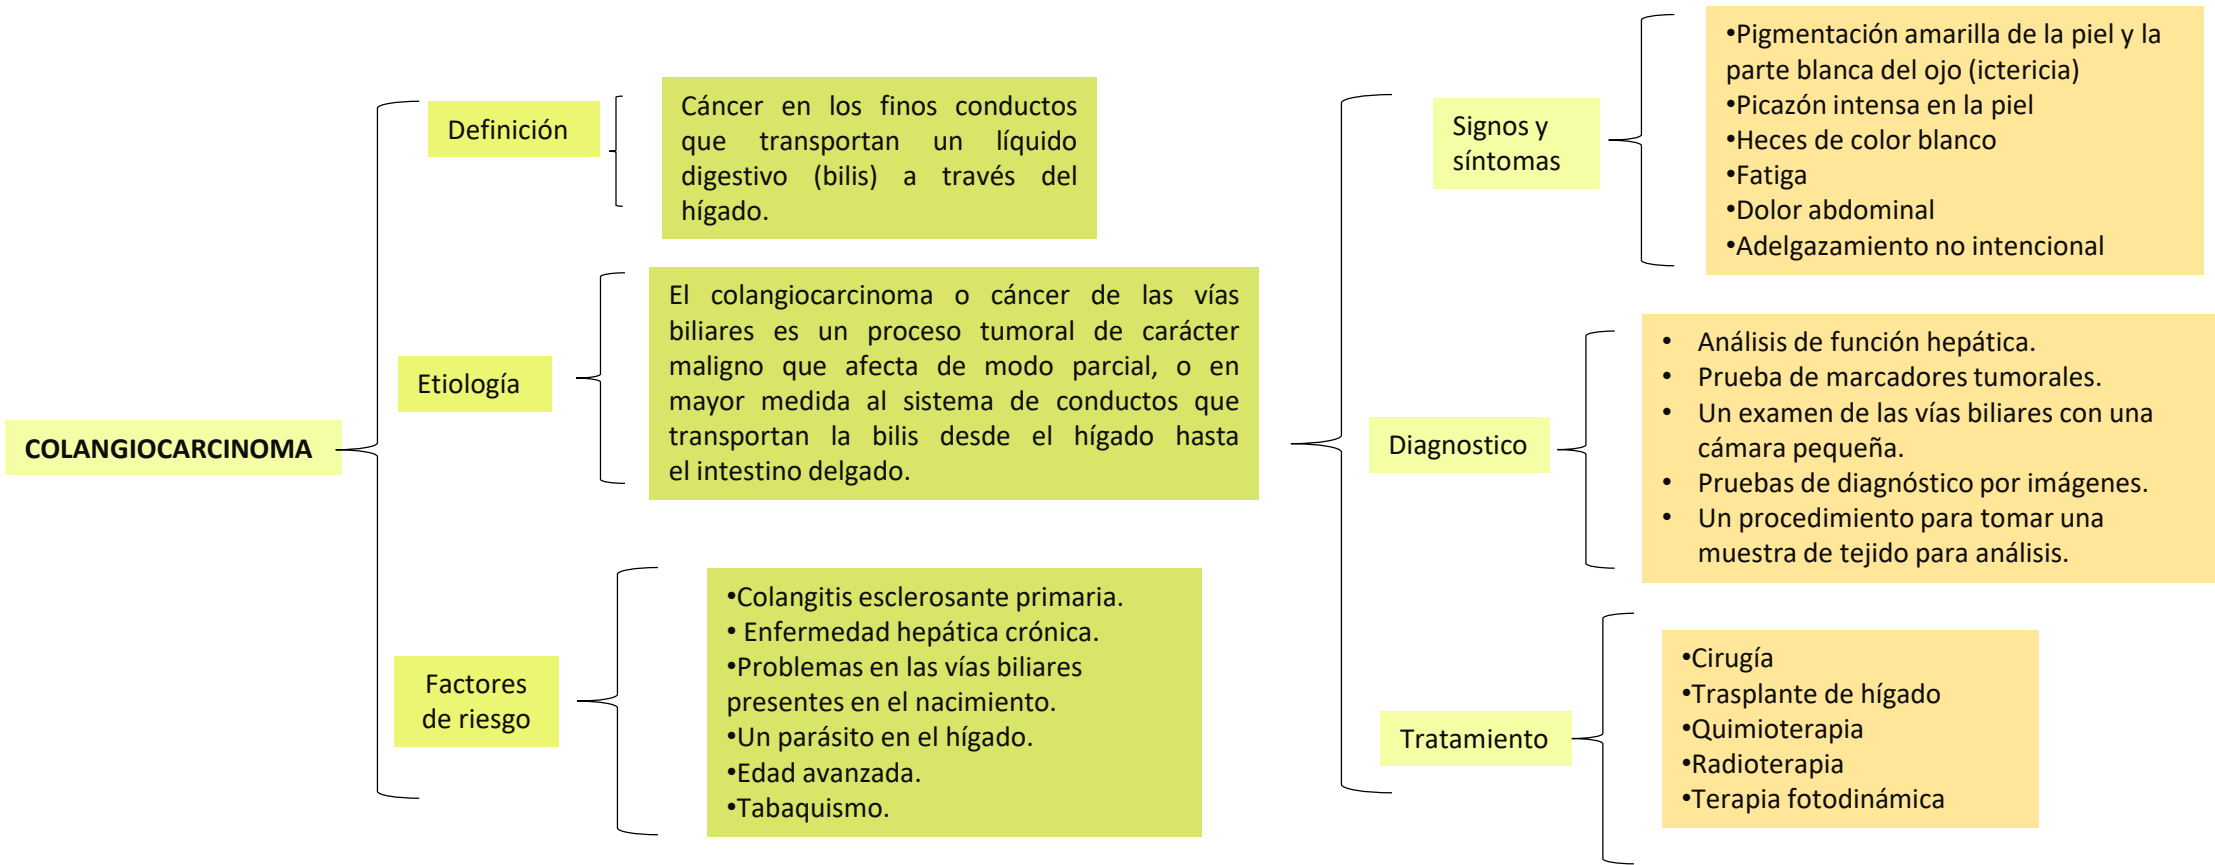 COLANGIOCARCINOMA
Definición
Cáncer en los finos conductos
que transportan un líquido
digestivo (bilis) a través del
hígado.
Etiología
El colangiocarcinoma o cáncer de las vías
biliares es un proceso tumoral de carácter
maligno que afecta de modo parcial, o en
mayor medida al sistema de conductos que
transportan la bilis desde el hígado hasta
el intestino delgado.
Factores
de riesgo
•Colangitis esclerosante primaria.
• Enfermedad hepática crónica.
•Problemas en las vías biliares
presentes en el nacimiento.
•Un parásito en el hígado.
•Edad avanzada.
•Tabaquismo.
Signos y
síntomas
•Pigmentación amarilla de la piel y la
parte blanca del ojo (ictericia)
•Picazón intensa en la piel
•Heces de color blanco
•Fatiga
•Dolor abdominal
•Adelgazamiento no intencional
Diagnostico
• Análisis de función hepática.
• Prueba de marcadores tumorales.
• Un examen de las vías biliares con una
cámara pequeña.
• Pruebas de diagnóstico por imágenes.
• Un procedimiento para tomar una
muestra de tejido para análisis.
Tratamiento
•Cirugía
•Trasplante de hígado
•Quimioterapia
•Radioterapia
•Terapia fotodinámica